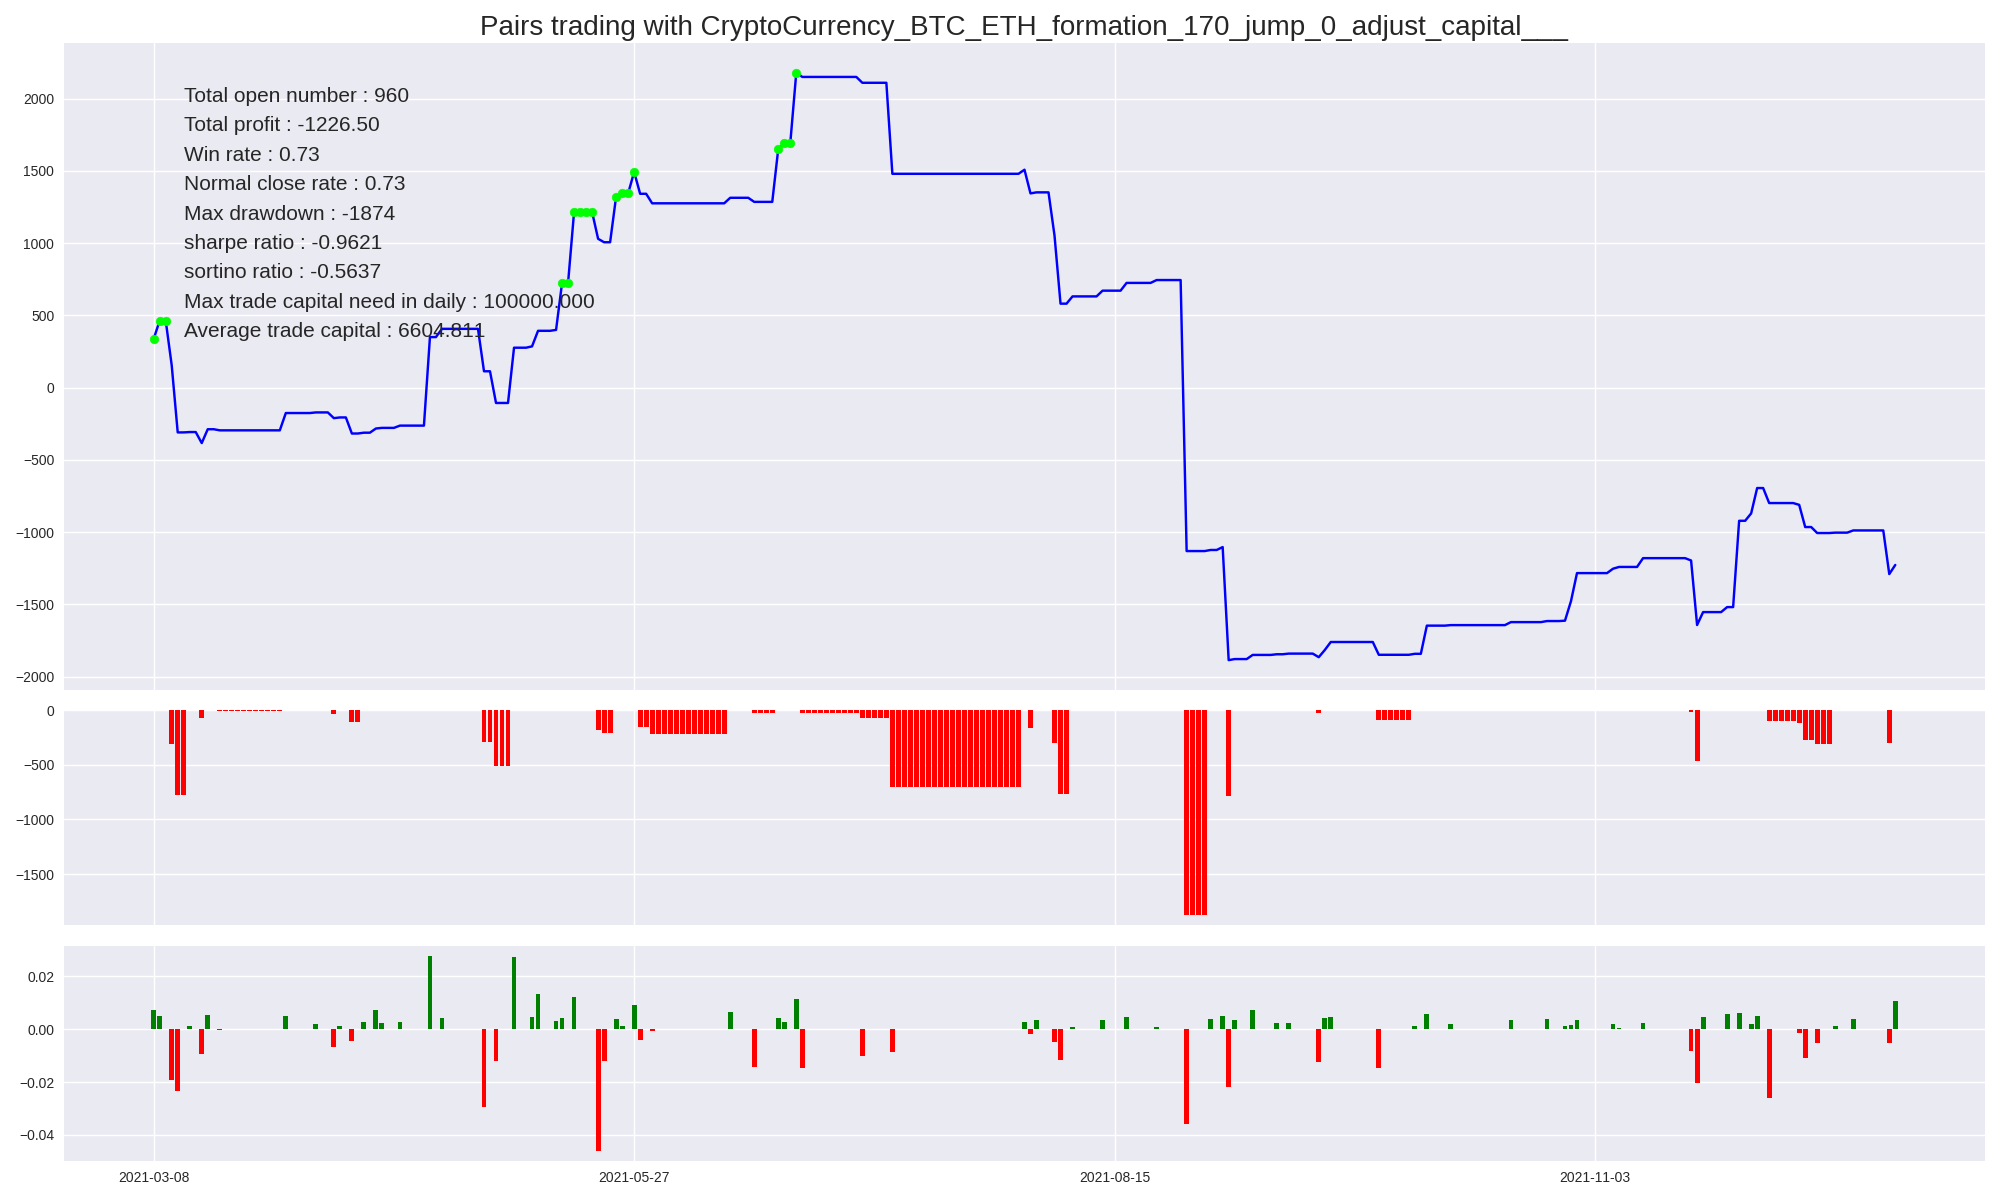 Pairs trading with CryptoCurrency_BTC_ETH_formation_170_jump_0_adjust_capital___
Total open number : 960
Total profit : -1226.50
Win rate : 0.73
Normal close rate : 0.73
Max drawdown : -1874
sharpe ratio : -0.9621
sortino ratio : -0.5637
Max trade capital need in daily : 100000.000
Average trade capital : 6604.811
2000
1500
1000
500
0
−500
−1000
−1500
−2000
0
−500
−1000
−1500
0.02
0.00
−0.02
−0.04
2021-03-08
2021-05-27
2021-08-15
2021-11-03